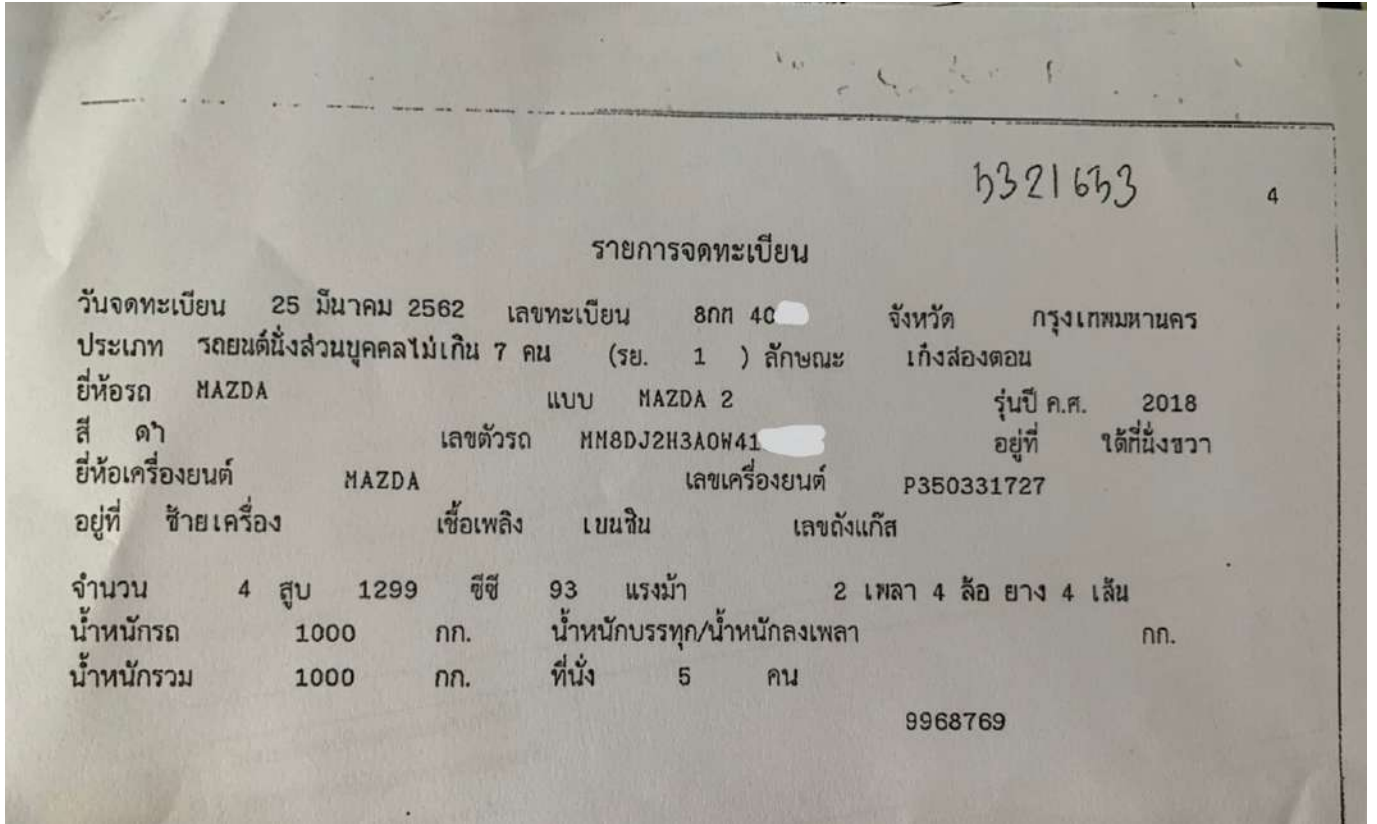 5321653 4
รายการจดทะเบียน
วันจดทะเบียน 25 มีนาคม 2562 เลขทะเบียน 8กต 40 จังหวัด กรุงเทพมหานคร
ประเภท รถยนต์นั่งส่วนบุคคลไม่เกิน 7 คน (รย. 1 ) ลักษณะ เก๋งสองตอน
ยี่ห้อรถ MAZDA แบบ MAZDA 2 รุ่นปี ค.ศ. 2018
สี ดำ เลขตัวรถ MM8DJ2H3A0W41 อยู่ที่ ใต้ที่นั่งขวา
ยี่ห้อเครื่องยนต์ MAZDA เลขเครื่องยนต์ P350331727
อยู่ที่ ซ้ายเครื่อง เชื้อเพลิง เบนซิน เลขถังแก๊ส
จำนวน 4 สูบ 1299 ซีซี 93 แรงม้า 2 เพลา 4 ล้อ ยาง 4 เส้น
น้ำหนักรถ 1000 กก. น้ำหนักบรรทุก/น้ำหนักลงเพลา กก.
น้ำหนักรวม 1000 กก. ที่นั่ง 5 คน
9968769